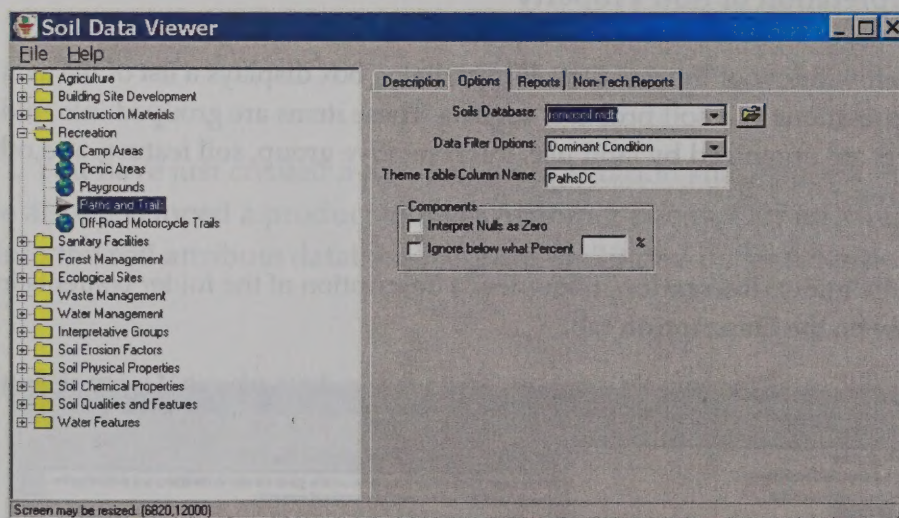 Soil Data Viewer
File Help
Agriculture
Building Site Development
Construction Materials
Recreation
Camp Areas
Picnic Areas
Playgrounds
Paths and Trails
Off-Road Motorcycle Trails
Sanitary Facilities
Forest Management
Ecological Sites
Waste Management
Water Management
Interpretative Groups
Soil Erosion Factors
Soil Physical Properties
Soil Chemical Properties
Soil Qualities and Features
Water Features
Description Options Reports Non-Tech Reports
Soils Database:
Data Filter Options: Dominant Condition
Theme Table Column Name: PathsDC
Components
Interpret Nulls as Zero
Ignore below what Percent %
Screen may be resized. (6820,12000)